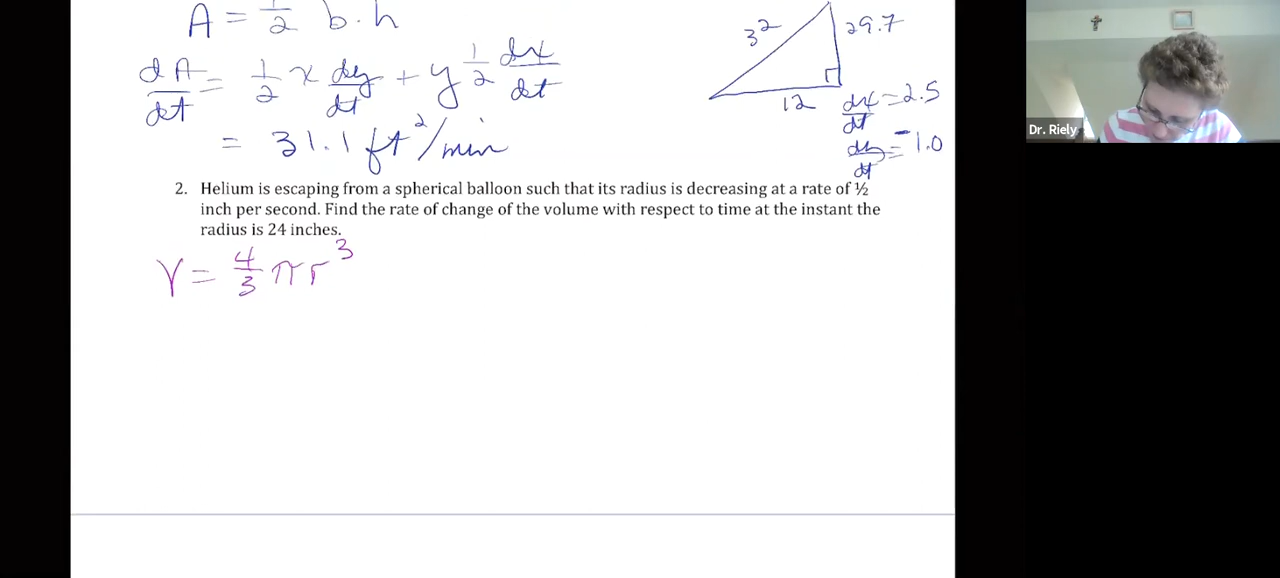 A = 1/2 b·h
dA/dt = 1/2 x dy/dt + y 1/2 dx/dt
= 31.1 ft²/min
32
29.7
12
dx/dt = 2.5
dy/dt = -1.0
Dr. Riely
2. Helium is escaping from a spherical balloon such that its radius is decreasing at a rate of ½
inch per second. Find the rate of change of the volume with respect to time at the instant the
radius is 24 inches.
V = 4/3 πr³